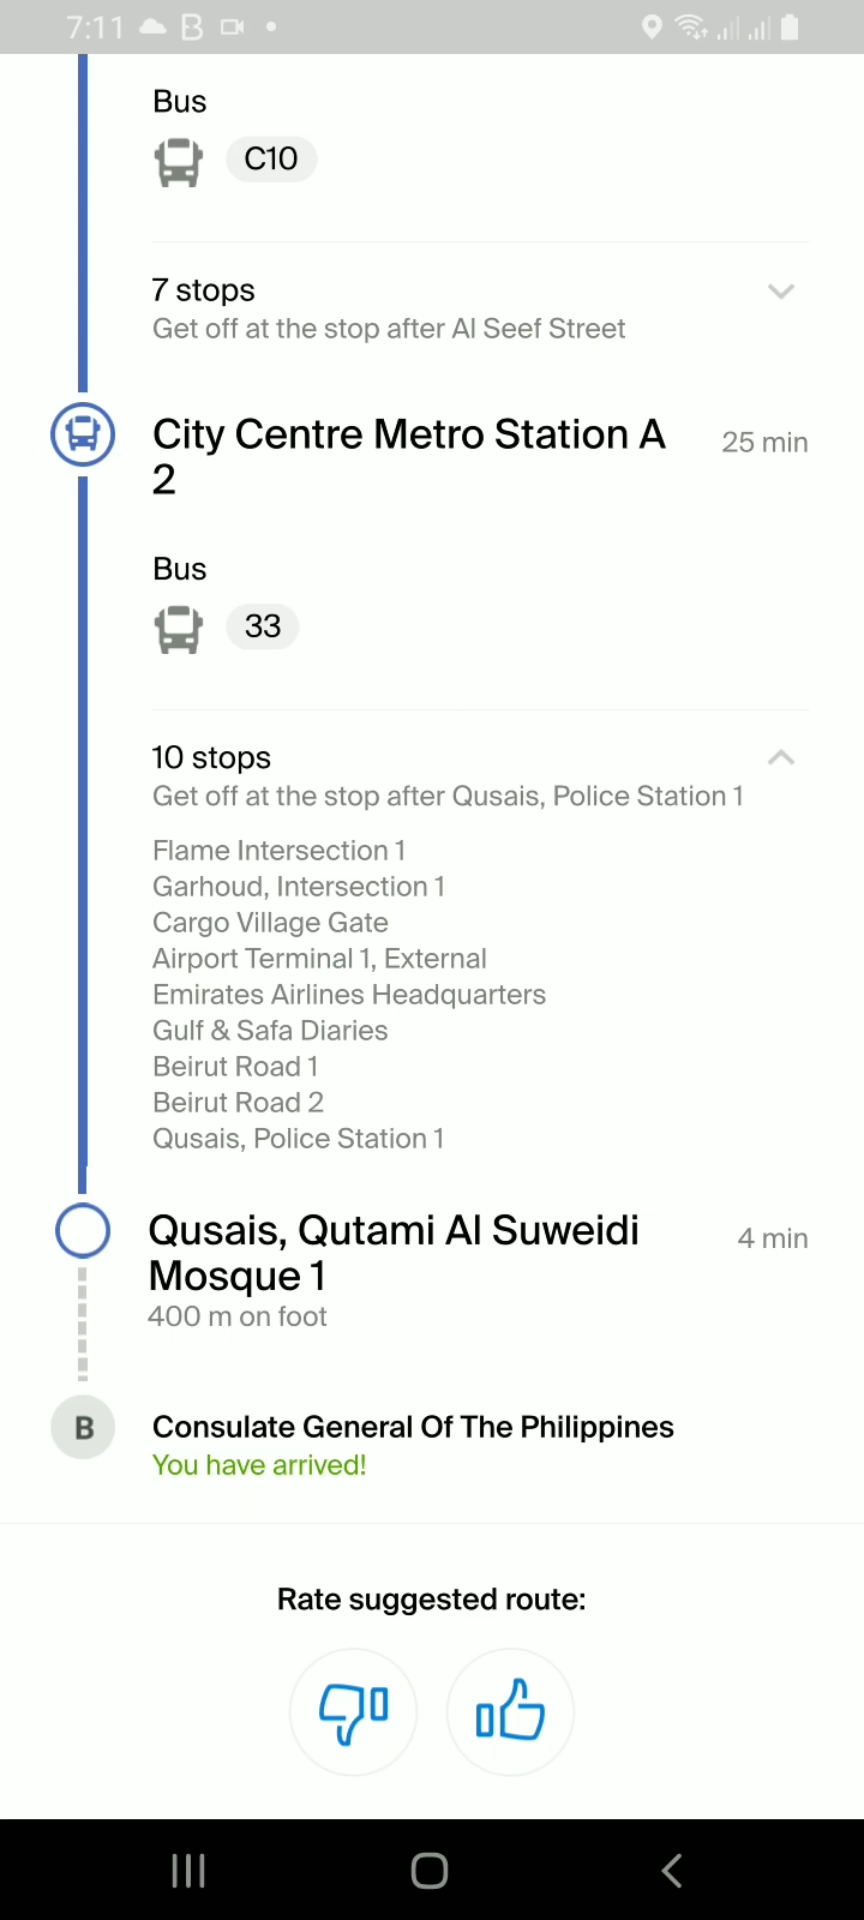 7:11
Bus
C10
7 stops
Get off at the stop after Al Seef Street
City Centre Metro Station A
2
25 min
Bus
33
10 stops
Get off at the stop after Qusais, Police Station 1
Flame Intersection 1
Garhoud, Intersection 1
Cargo Village Gate
Airport Terminal 1, External
Emirates Airlines Headquarters
Gulf & Safa Diaries
Beirut Road 1
Beirut Road 2
Qusais, Police Station 1
Qusais, Qutami Al Suweidi
Mosque 1
4 min
400 m on foot
B
Consulate General Of The Philippines
You have arrived!
Rate suggested route: